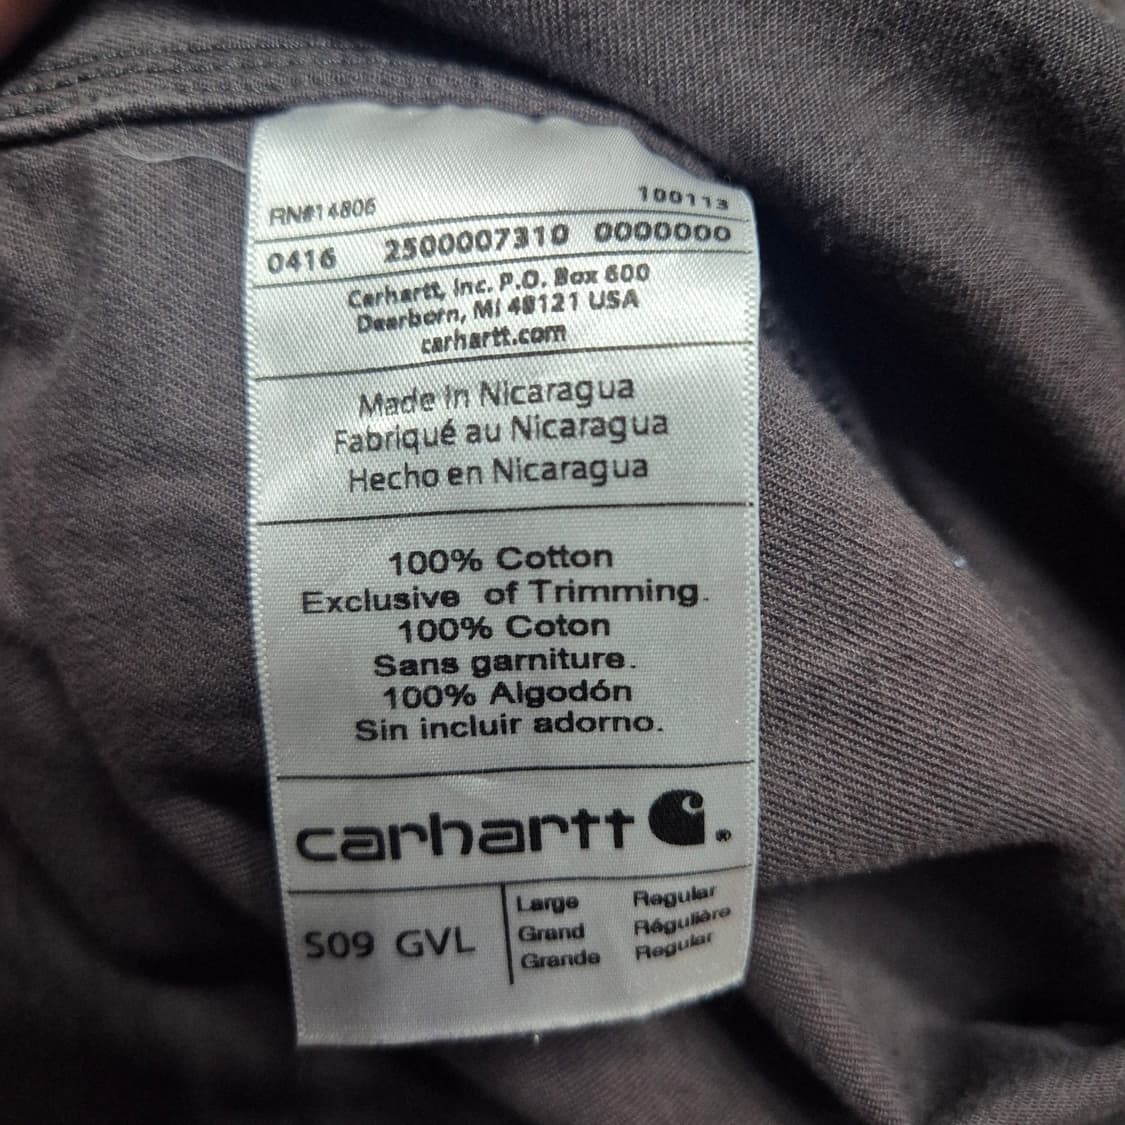 RN#14806 100113
0416 2500007310 0000000
Carhartt, Inc. P.O. Box 600
Dearborn, MI 48121 USA
carhartt.com
Made in Nicaragua
Fabriqué au Nicaragua
Hecho en Nicaragua
100% Cotton
Exclusive of Trimming.
100% Coton
Sans garniture.
100% Algodón
Sin incluir adorno.
carhartt ®
S09 GVL
Large Regular
Grand Régulière
Grande Regular